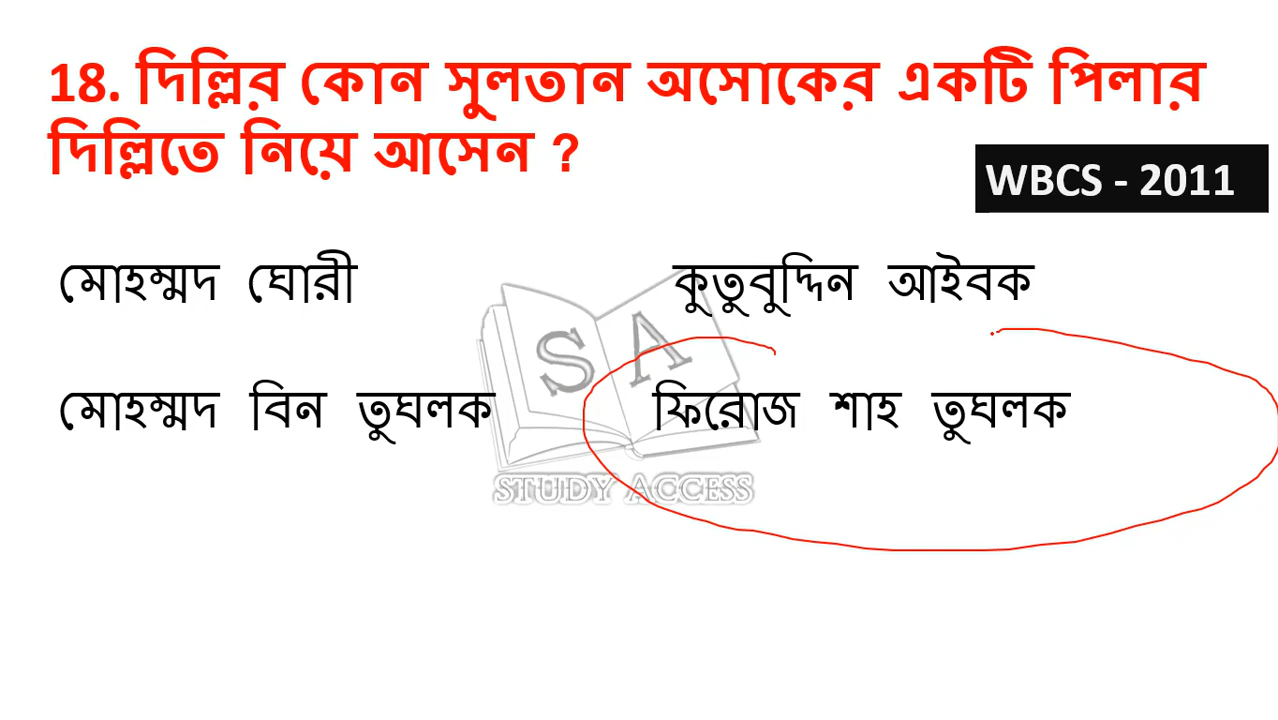 18. দিল্লির কোন সুলতান অসোকের একটি পিলার
দিল্লিতে নিয়ে আসেন ?
WBCS - 2011
মোহম্মদ ঘোরী কুতুবুদ্দিন আইবক
SA
মোহম্মদ বিন তুঘলক ফিরোজ শাহ তুঘলক
STUDY ACCESS